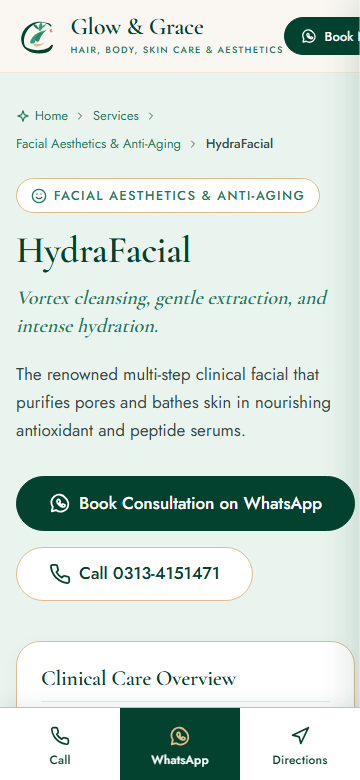 Glow & Grace
HAIR, BODY, SKIN CARE & AESTHETICS
Book
Home > Services >
Facial Aesthetics & Anti-Aging > HydraFacial
FACIAL AESTHETICS & ANTI-AGING
HydraFacial
Vortex cleansing, gentle extraction, and
intense hydration.
The renowned multi-step clinical facial that
purifies pores and bathes skin in nourishing
antioxidant and peptide serums.
Book Consultation on WhatsApp
Call 0313-4151471
Clinical Care Overview
Call
WhatsApp
Directions